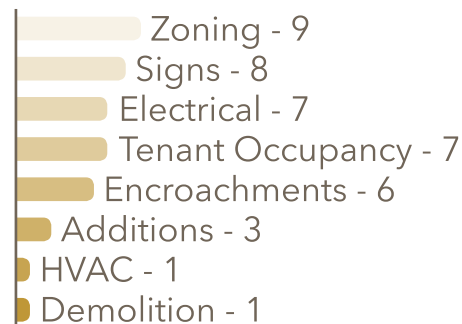 Zoning - 9
Signs - 8
Electrical - 7
Tenant Occupancy - 7
Encroachments - 6
Additions - 3
HVAC - 1
Demolition - 1